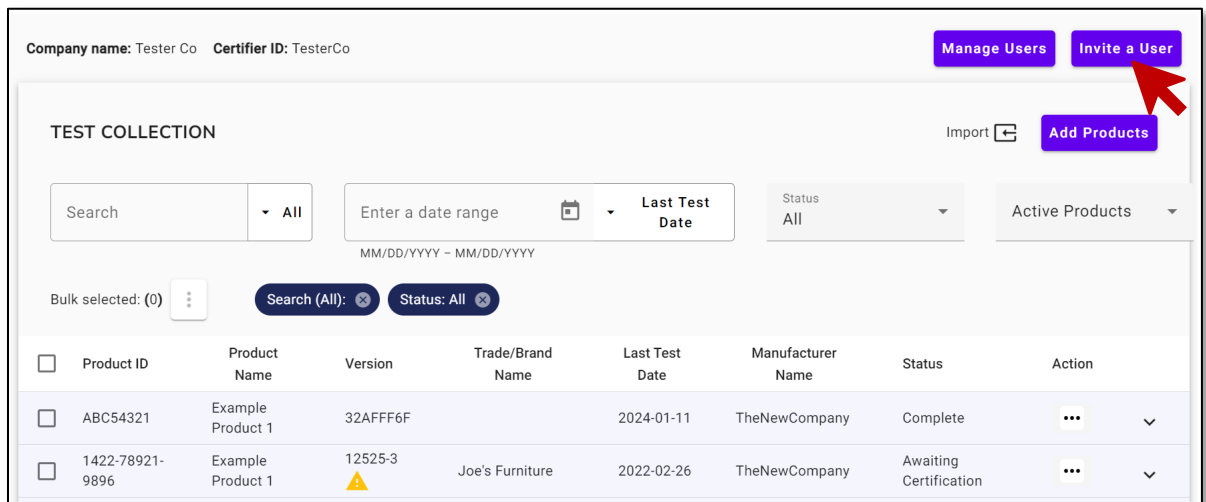 Company name: Tester Co Certifier ID: TesterCo
Manage Users
Invite a User
TEST COLLECTION
Import
Add Products
Search
All
Enter a date range
Last Test
Date
Status
All
Active Products
MM/DD/YYYY – MM/DD/YYYY
Bulk selected: (0)
Search (All):
Status: All
Product ID
Product
Name
Version
Trade/Brand
Name
Last Test
Date
Manufacturer
Name
Status
Action
ABC54321
Example
Product 1
32AFFF6F
2024-01-11
TheNewCompany
Complete
1422-78921-
9896
Example
Product 1
12525-3
Joe's Furniture
2022-02-26
TheNewCompany
Awaiting
Certification